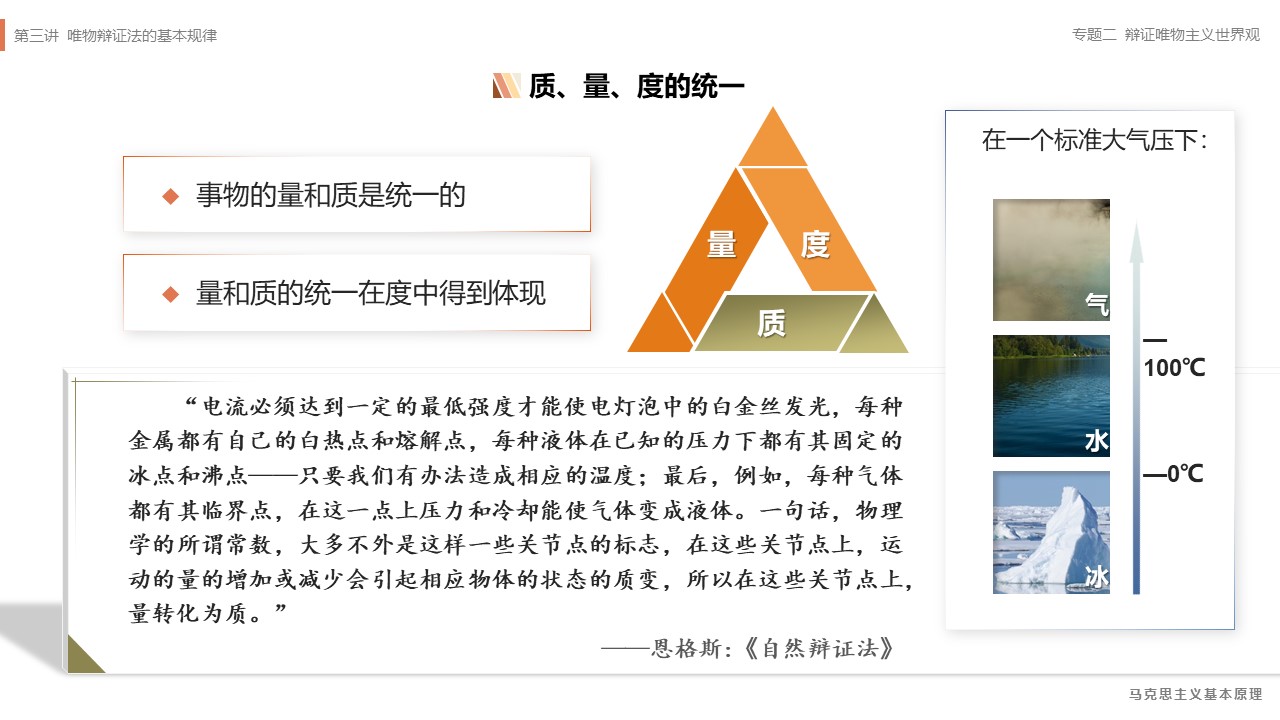 第三讲 唯物辩证法的基本规律
专题二 辩证唯物主义世界观
质、量、度的统一
事物的量和质是统一的
量和质的统一在度中得到体现
量
度
质
在一个标准大气压下：
气
—
100℃
水
—0℃
冰
“电流必须达到一定的最低强度才能使电灯泡中的白金丝发光，每种
金属都有自己的白热点和熔解点，每种液体在已知的压力下都有其固定的
冰点和沸点——只要我们有办法造成相应的温度；最后，例如，每种气体
都有其临界点，在这一点上压力和冷却能使气体变成液体。一句话，物理
学的所谓常数，大多不外是这样一些关节点的标志，在这些关节点上，运
动的量的增加或减少会引起相应物体的状态的质变，所以在这些关节点上，
量转化为质。”
——恩格斯：《自然辩证法》
马克思主义基本原理